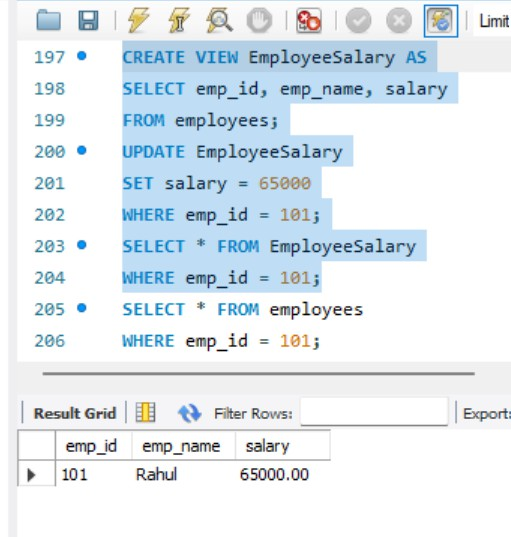 Limit
197 CREATE VIEW EmployeeSalary AS
198 SELECT emp_id, emp_name, salary
199 FROM employees;
200 UPDATE EmployeeSalary
201 SET salary = 65000
202 WHERE emp_id = 101;
203 SELECT * FROM EmployeeSalary
204 WHERE emp_id = 101;
205 SELECT * FROM employees
206 WHERE emp_id = 101;
Result Grid Filter Rows: Export:
emp_id emp_name salary
101 Rahul 65000.00